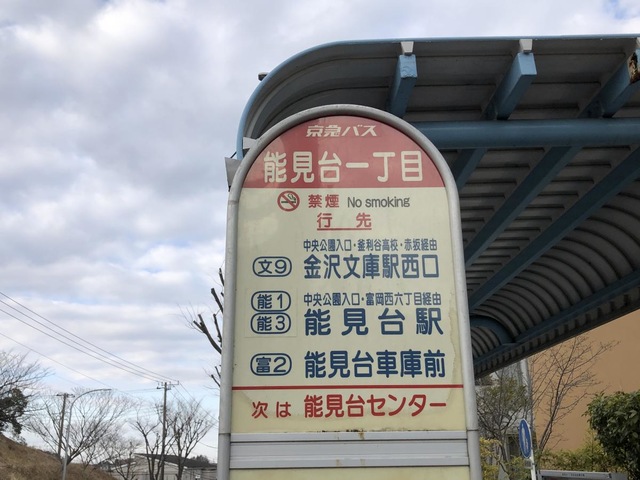 京急バス
能見台一丁目
禁煙 No smoking
行先
中央公園入口・釜利谷高校・赤坂経由
文9 金沢文庫駅西口
中央公園入口・富岡西六丁目経由
能1
能3 能見台駅
富2 能見台車庫前
次は 能見台センター